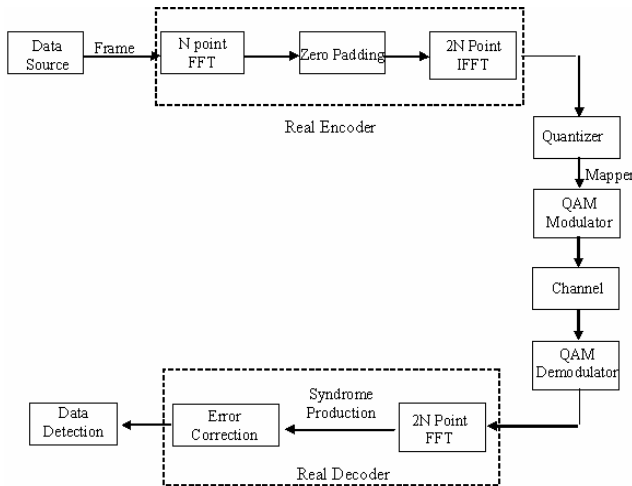 Data
Source
Frame
N point
FFT
Zero Padding
2N Point
IFFT
Real Encoder
Quantizer
Mapper
QAM
Modulator
Channel
QAM
Demodulator
2N Point
FFT
Syndrome
Production
Error
Correction
Data
Detection
Real Decoder